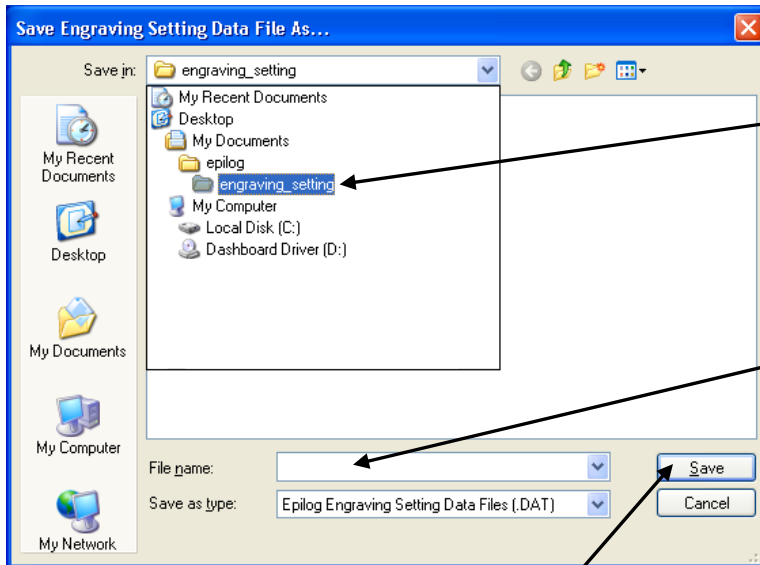 Save Engraving Setting Data File As...
Save in:
engraving_setting
My Recent Documents
Desktop
My Documents
epilog
engraving_setting
My Computer
Local Disk (C:)
Dashboard Driver (D:)
My Recent
Documents
Desktop
My Documents
My Computer
My Network
File name:
Save
Save as type:
Epilog Engraving Setting Data Files (.DAT)
Cancel